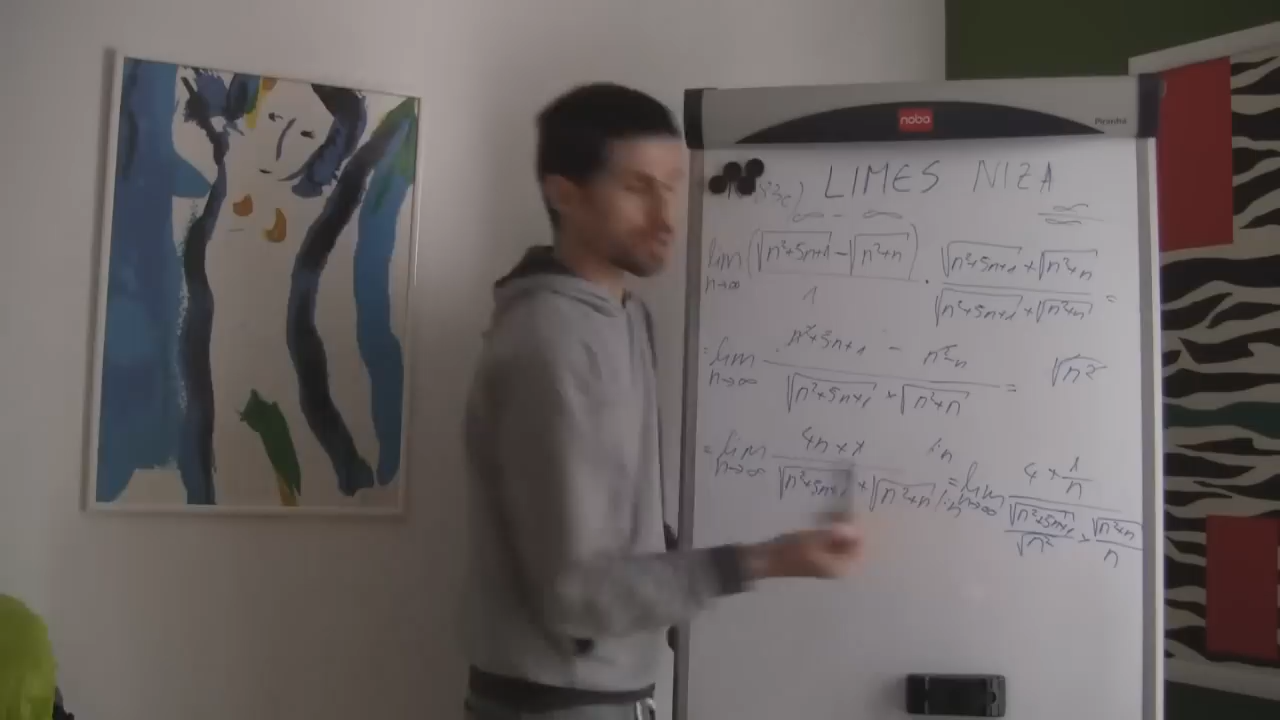 noba
Piranha
LIMES NIZA
∞ - ∞
∞/∞
lim n→∞ (√(n²+5n+1) - √(n²+n)) / 1 · (√(n²+5n+1) + √(n²+n)) / (√(n²+5n+1) + √(n²+n)) =
= lim n→∞ (n²+5n+1 - n²-n) / (√(n²+5n+1) + √(n²+n)) = √n²
= lim n→∞ (4n+1) / (√(n²+5n+1) + √(n²+n)) /:n /:n = lim n→∞ (4 + 1/n) / (√(n²+5n+1)/√n² + √(n²+n)/n)